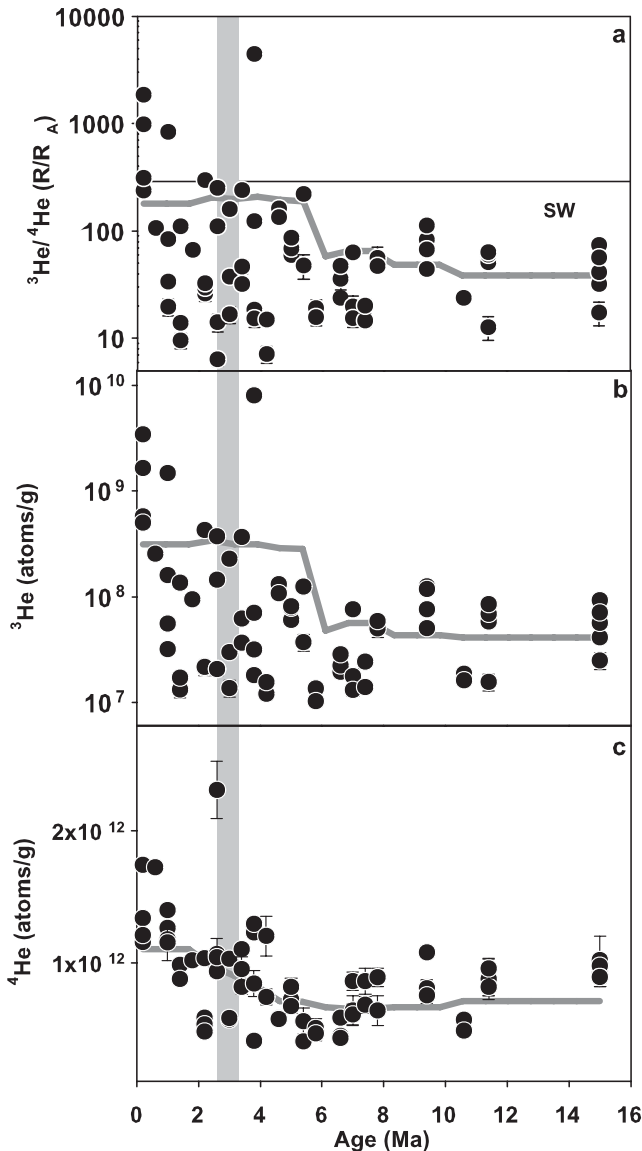 10000
a
1000
³He/ ⁴He (R/R A)
SW
100
10
10 10
b
10 9
³He (atoms/g)
10 8
10 7
c
2x10 12
⁴He (atoms/g)
1x10 12
0 2 4 6 8 10 12 14 16
Age (Ma)